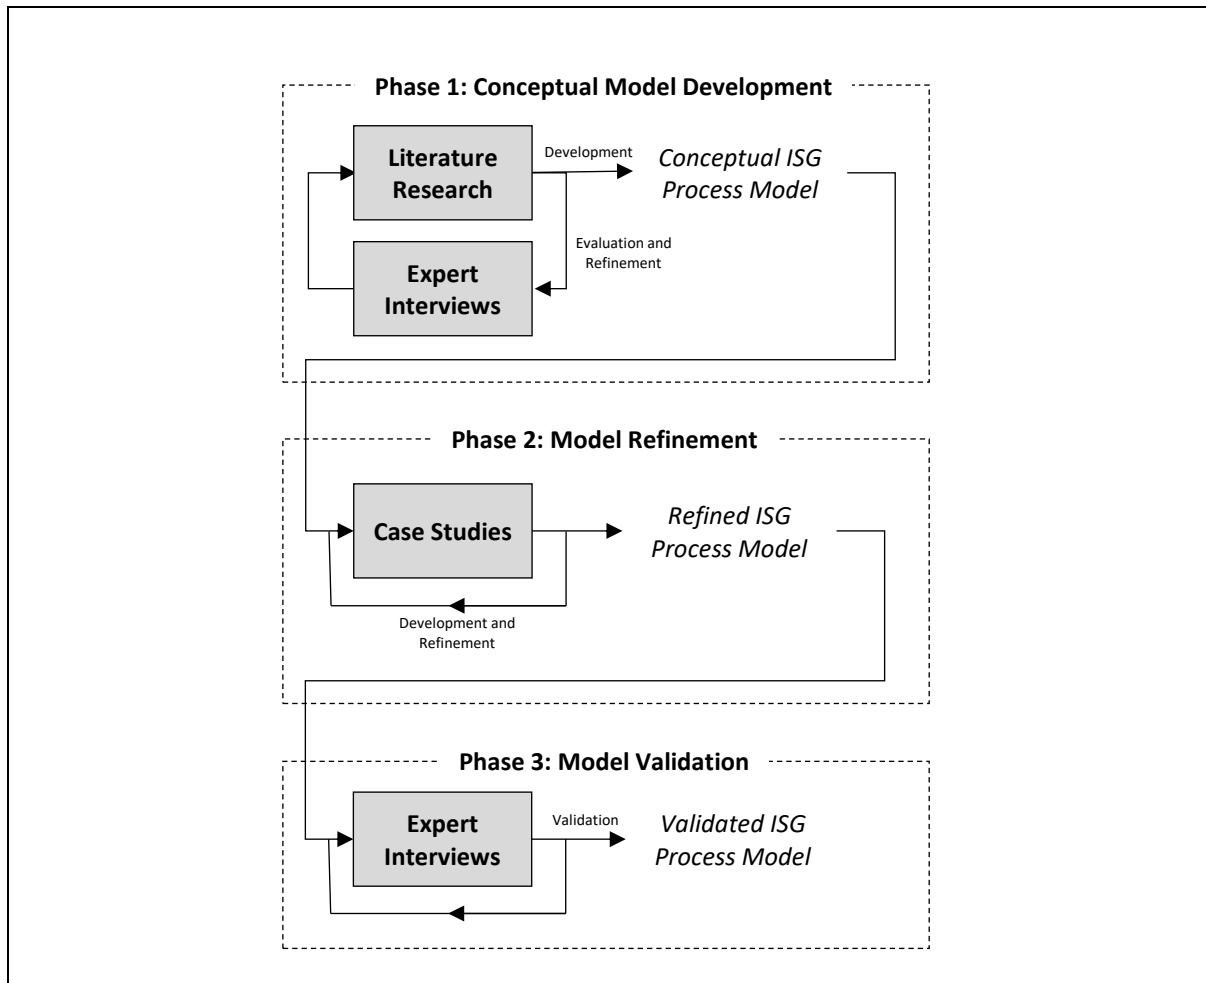 Phase 1: Conceptual Model Development
Literature
Research
Development
Conceptual ISG
Process Model
Evaluation and
Refinement
Expert
Interviews
Phase 2: Model Refinement
Case Studies
Refined ISG
Process Model
Development and
Refinement
Phase 3: Model Validation
Expert
Interviews
Validation
Validated ISG
Process Model